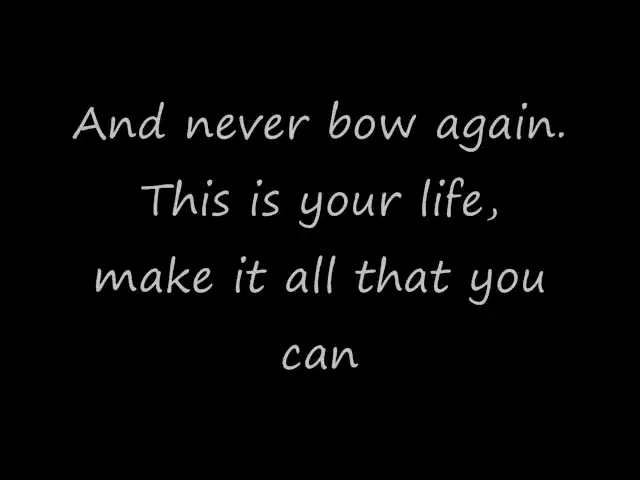 And never bow again.
This is your life,
make it all that you
can